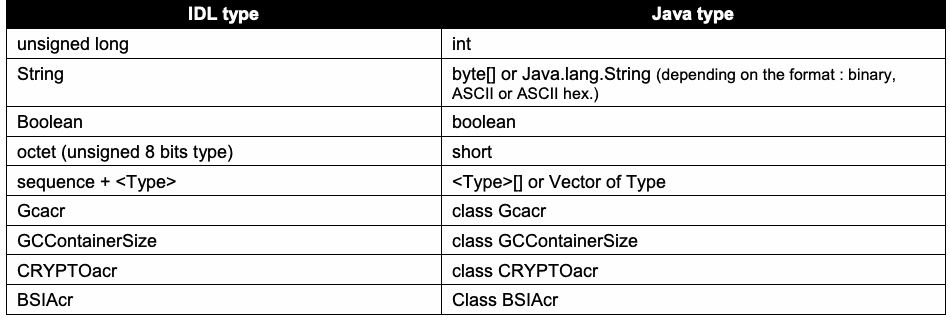 IDL type Java type
unsigned long int
String byte[] or Java.lang.String (depending on the format : binary,
ASCII or ASCII hex.)
Boolean boolean
octet (unsigned 8 bits type) short
sequence + <Type> <Type>[] or Vector of Type
Gcacr class Gcacr
GCContainerSize class GCContainerSize
CRYPTOacr class CRYPTOacr
BSIAcr Class BSIAcr